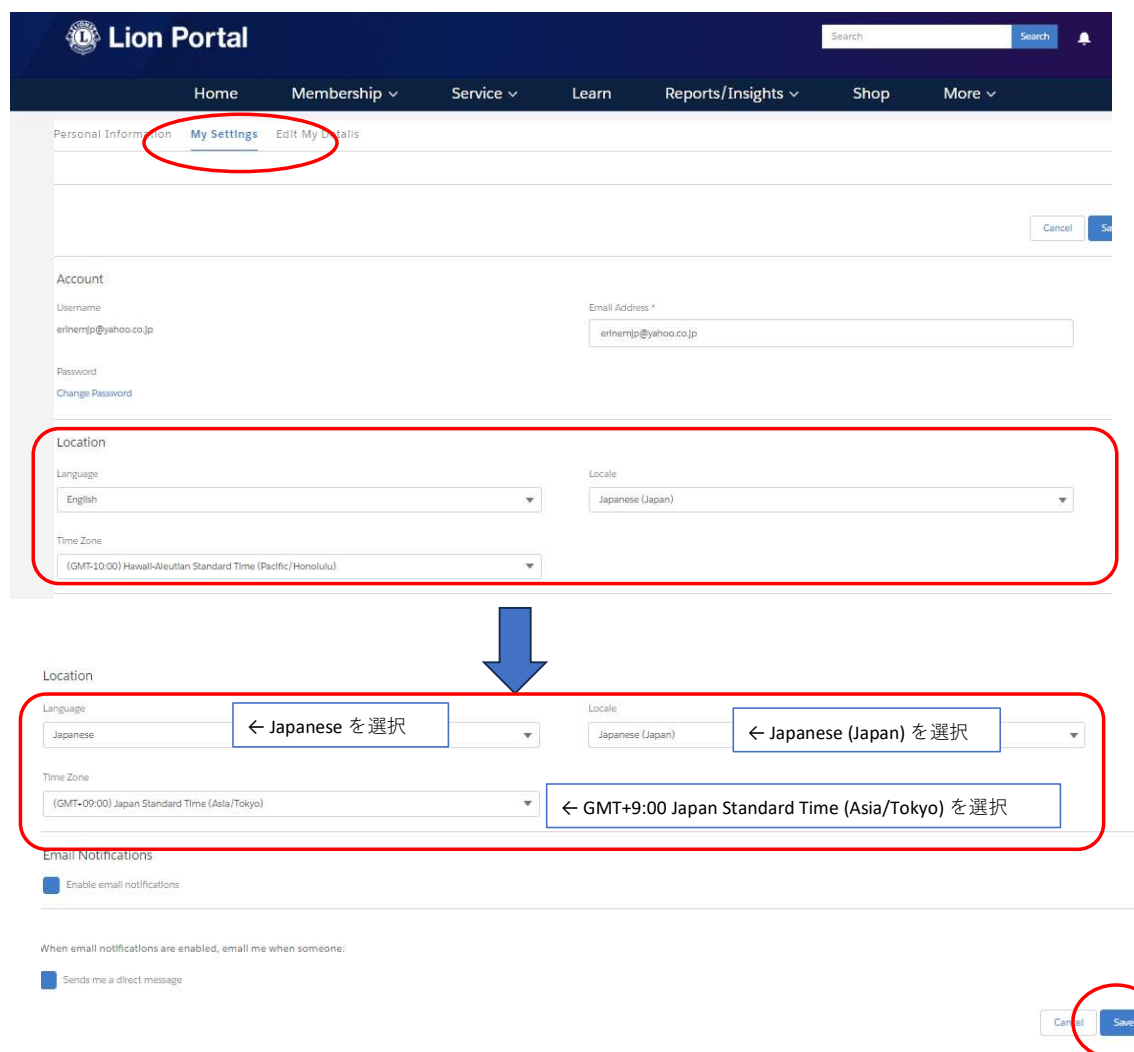 Lion Portal
Search
Search
Home Membership Service Learn Reports/Insights Shop More
Personal Information My Settings Edit My Details
Cancel Sa
Account
Username Email Address *
erinemjp@yahoo.co.jp erinemjp@yahoo.co.jp
Password
Change Password
Location
Language Locale
English Japanese (Japan)
Time Zone
(GMT-10:00) Hawaii-Aleutian Standard Time (Pacific/Honolulu)
Location
Language Locale
Japanese ← Japanese を選択 Japanese (Japan) ← Japanese (Japan) を選択
Time Zone
(GMT+09:00) Japan Standard Time (Asia/Tokyo) ← GMT+9:00 Japan Standard Time (Asia/Tokyo) を選択
Email Notifications
Enable email notifications
When email notifications are enabled, email me when someone:
Sends me a direct message
Cancel Save